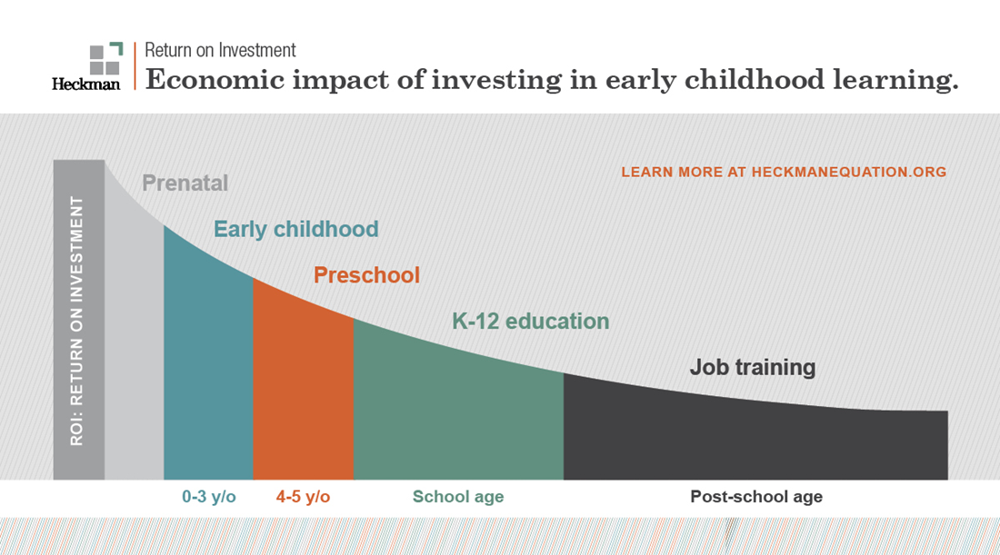 Heckman
Return on Investment
Economic impact of investing in early childhood learning.
LEARN MORE AT HECKMANEQUATION.ORG
ROI: RETURN ON INVESTMENT
Prenatal
Early childhood
Preschool
K-12 education
Job training
0-3 y/o
4-5 y/o
School age
Post-school age